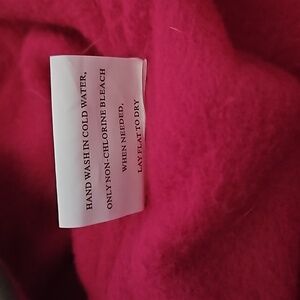 HAND WASH IN COLD WATER,
ONLY NON-CHLORINE BLEACH
WHEN NEEDED,
LAY FLAT TO DRY